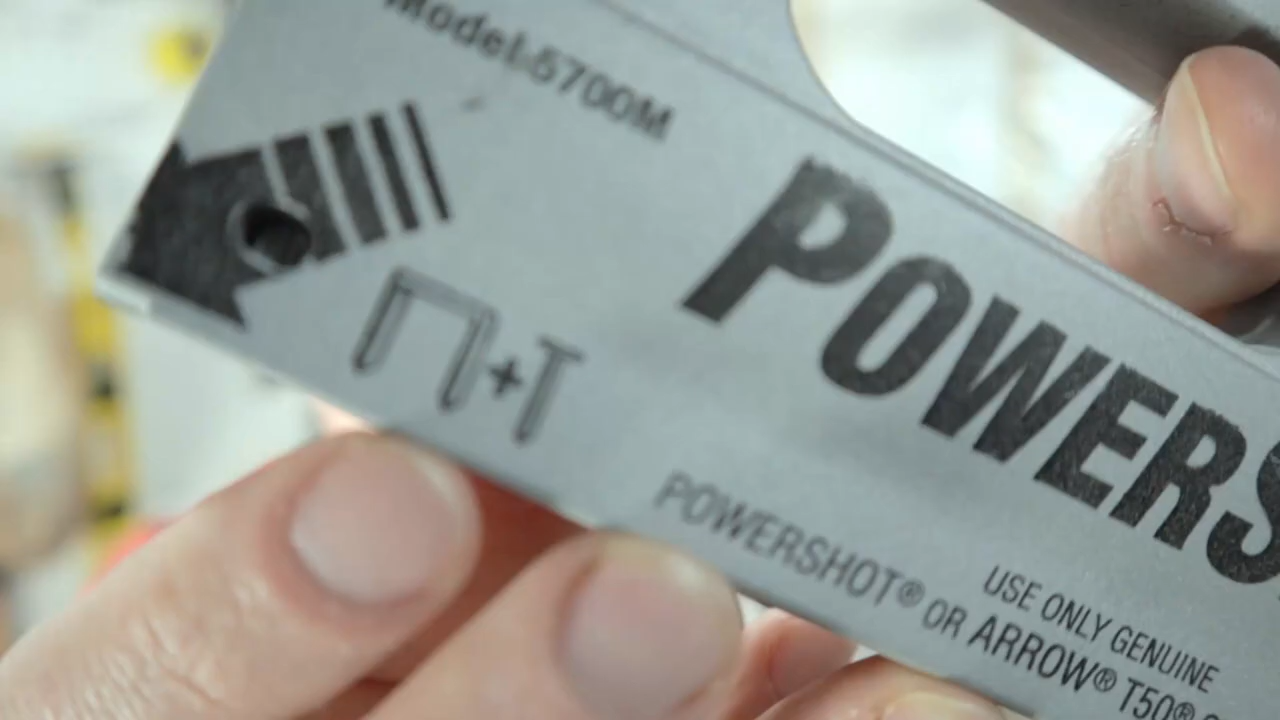 Model:5700M
POWERS
+
USE ONLY GENUINE
POWERSHOT® OR ARROW® T50®